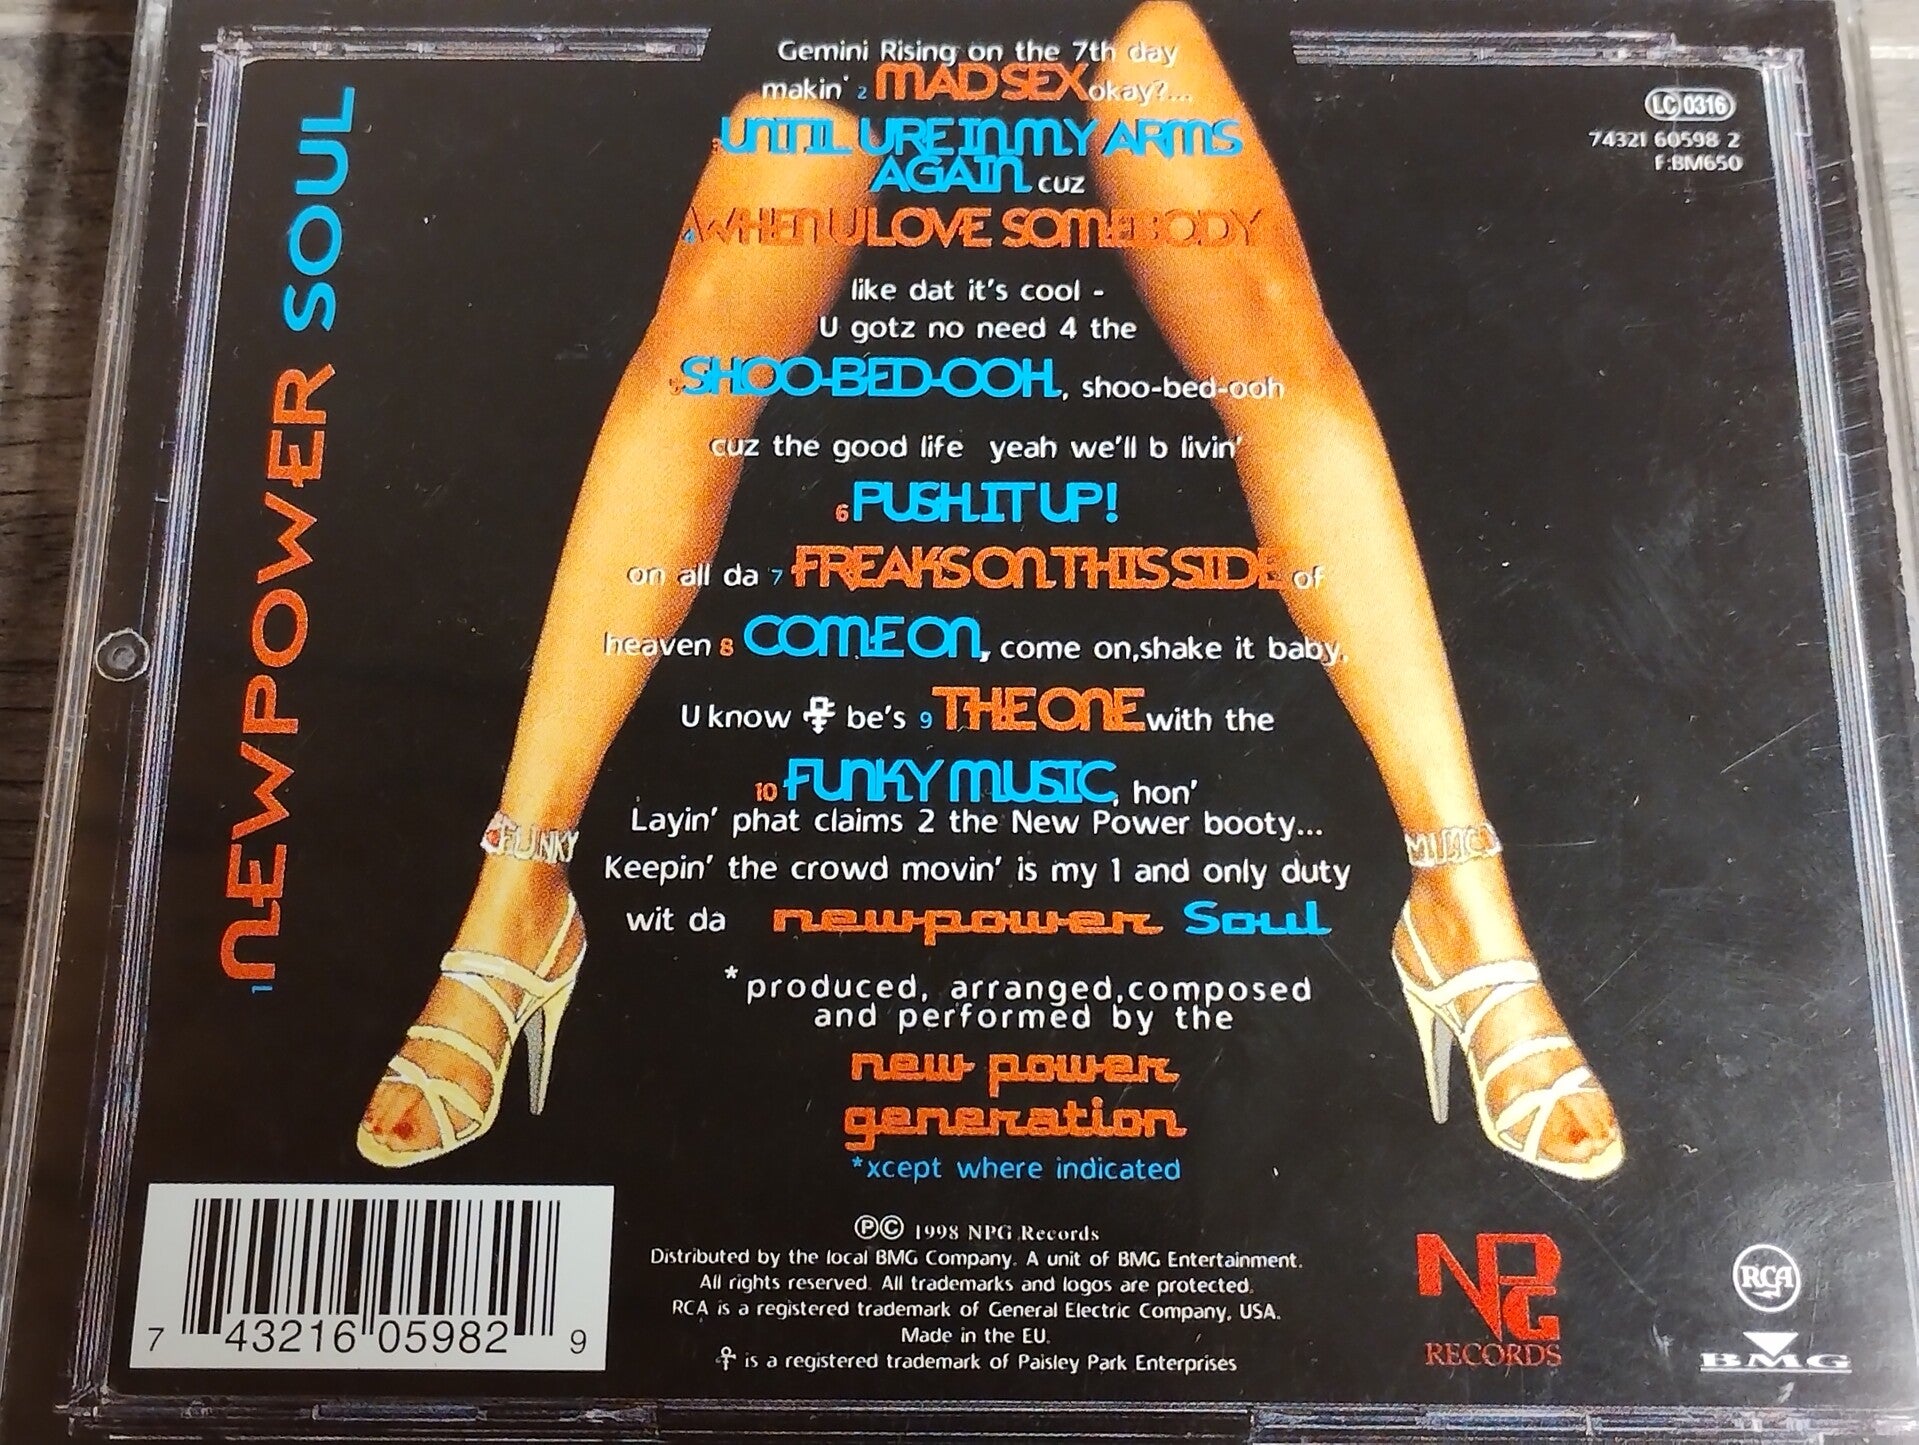 Gemini Rising on the 7th day
makin' 2 MAD SEX okay?...
3 UNTIL URE IN MY ARMS
AGAIN cuz
4 WHEN U LOVE SOMEBODY
like dat it's cool -
U gotz no need 4 the
5 SHOO-BED-OOH, shoo-bed-ooh
cuz the good life yeah we'll b livin'
6 PUSH IT UP!
on all da 7 FREAKS ON THIS SIDE of
heaven 8 COME ON, come on,shake it baby,
U know be's 9 THE ONE with the
10 FUNKY MUSIC, hon'
Layin' phat claims 2 the New Power booty...
Keepin' the crowd movin' is my 1 and only duty
wit da newpower Soul
*produced, arranged,composed
and performed by the
new power
generation
*xcept where indicated
1 NEWPOWER SOUL
LC 0316
74321 60598 2
F:BM650
FUNKY
MUSIC
7 43216 05982 9
℗© 1998 NPG Records
Distributed by the local BMG Company. A unit of BMG Entertainment.
All rights reserved. All trademarks and logos are protected.
RCA is a registered trademark of General Electric Company, USA.
Made in the EU.
is a registered trademark of Paisley Park Enterprises
NPG
RECORDS
RCA
BMG